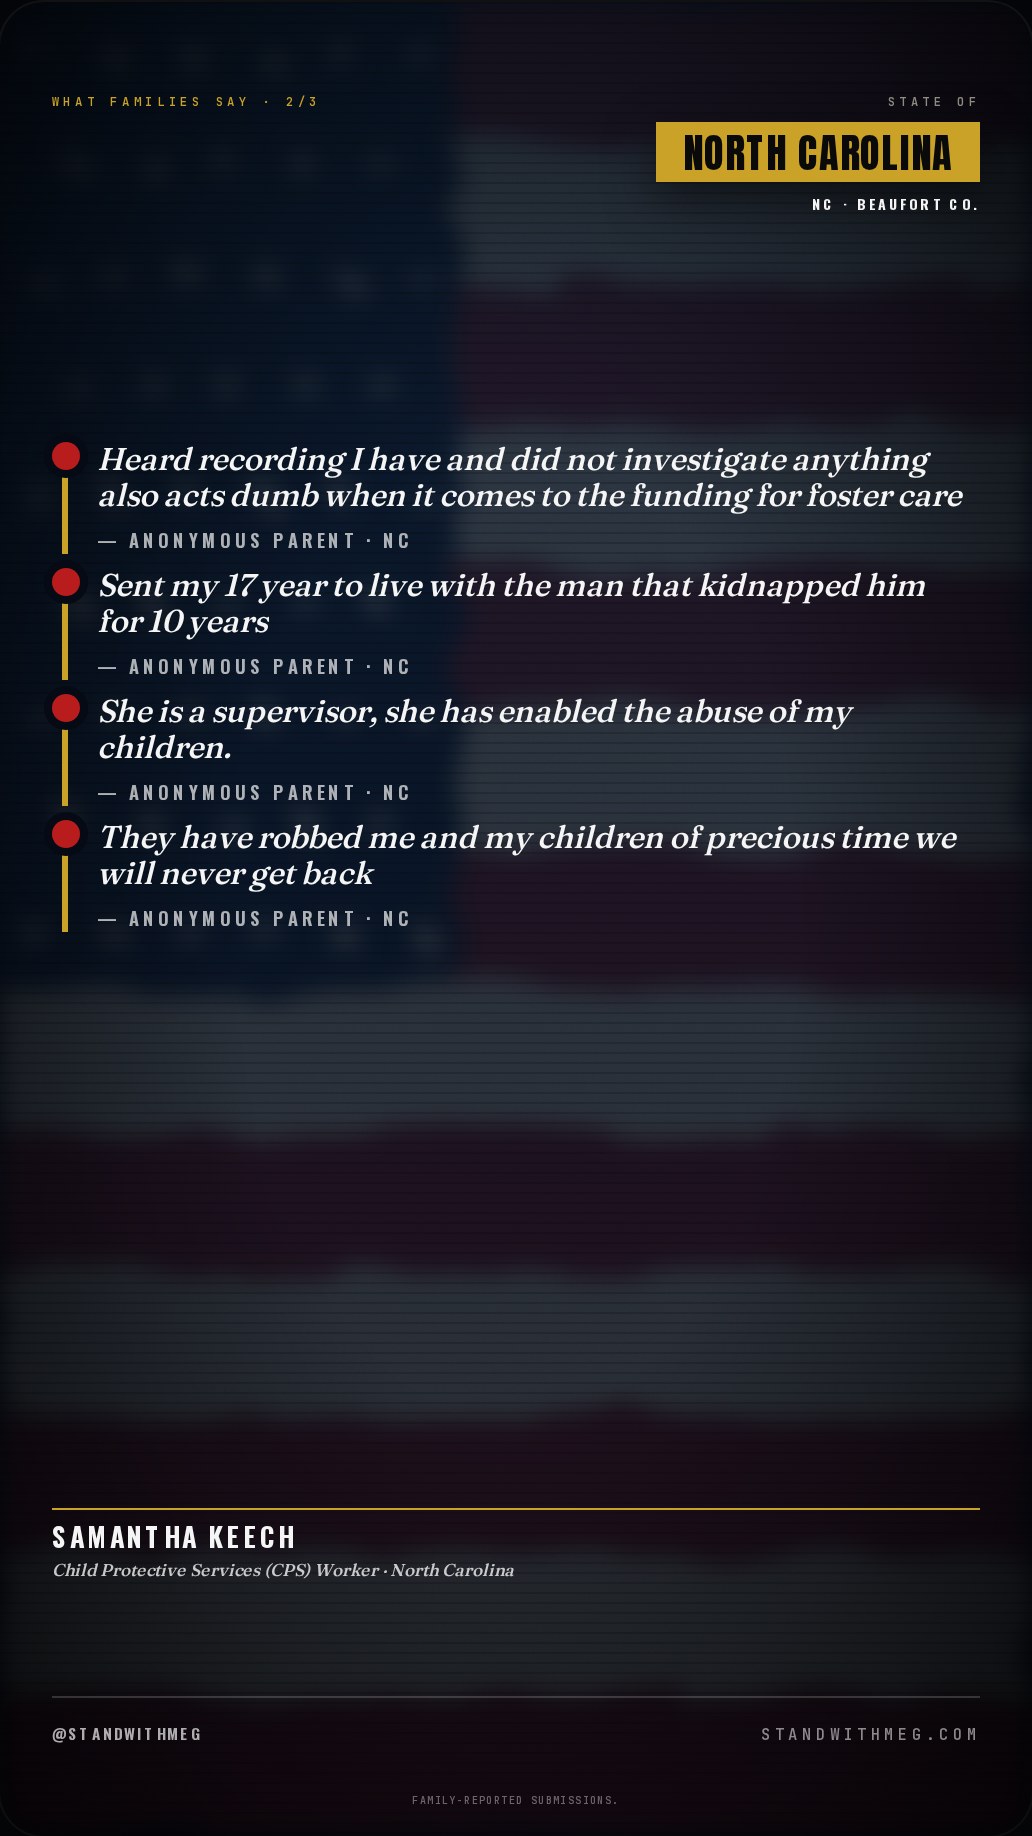 WHAT FAMILIES SAY · 2/3
STATE OF
NORTH CAROLINA
NC · BEAUFORT CO.
Heard recording I have and did not investigate anything
also acts dumb when it comes to the funding for foster care
— ANONYMOUS PARENT · NC
Sent my 17 year to live with the man that kidnapped him
for 10 years
— ANONYMOUS PARENT · NC
She is a supervisor, she has enabled the abuse of my
children.
— ANONYMOUS PARENT · NC
They have robbed me and my children of precious time we
will never get back
— ANONYMOUS PARENT · NC
SAMANTHA KEECH
Child Protective Services (CPS) Worker · North Carolina
@STANDWITHMEG
STANDWITHMEG.COM
FAMILY-REPORTED SUBMISSIONS.